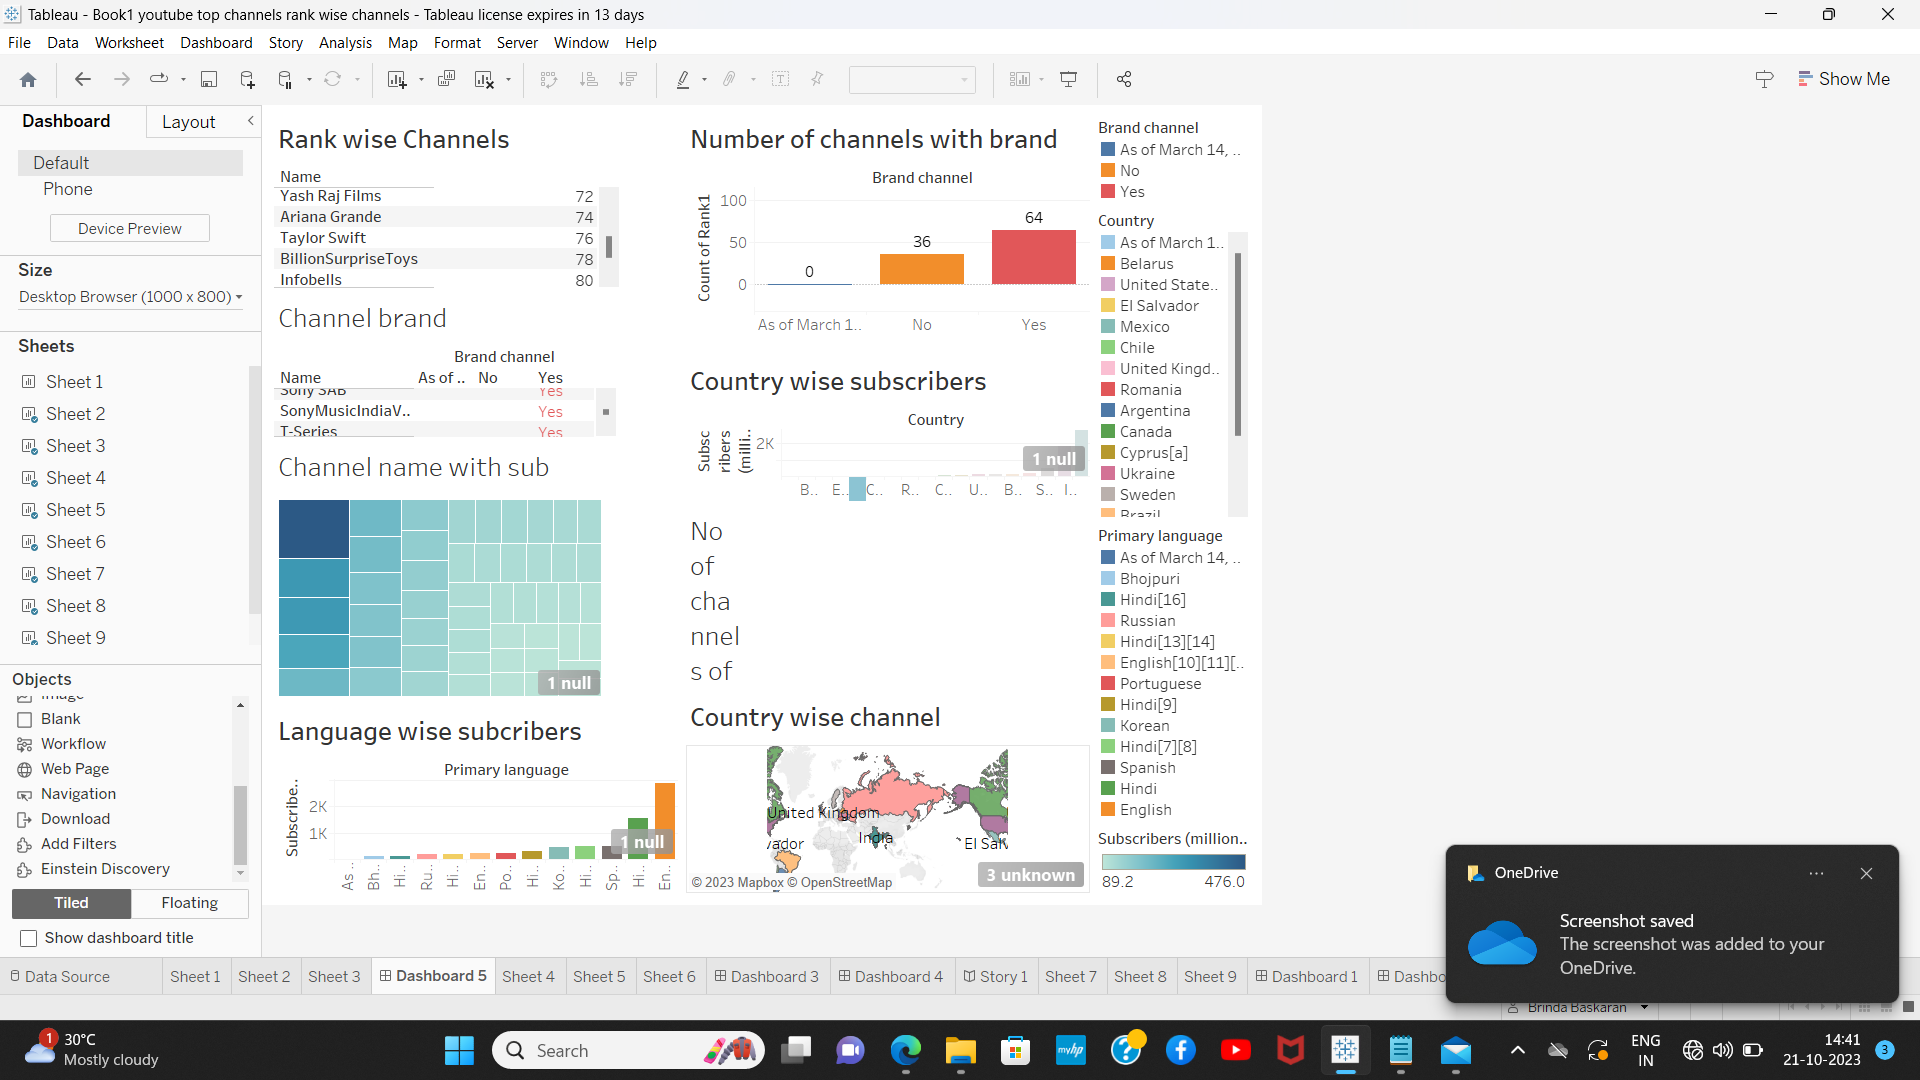 Tableau - Book1 youtube top channels rank wise channels - Tableau license expires in 13 days
File Data Worksheet Dashboard Story Analysis Map Format Server Window Help
Show Me
Dashboard Layout
Default
Phone
Device Preview
Size
Desktop Browser (1000 x 800)
Sheets
Sheet 1
Sheet 2
Sheet 3
Sheet 4
Sheet 5
Sheet 6
Sheet 7
Sheet 8
Sheet 9
Objects
Image
Blank
Workflow
Web Page
Navigation
Download
Add Filters
Einstein Discovery
Tiled Floating
Show dashboard title
Rank wise Channels
Name
Yash Raj Films 72
Ariana Grande 74
Taylor Swift 76
BillionSurpriseToys 78
Infobells 80
Channel brand
Brand channel
Name As of .. No Yes
Sony SAB Yes
SonyMusicIndiaV.. Yes
T-Series Yes
Channel name with sub
1 null
Language wise subcribers
Primary language
Subscribe..
2K
1K
1 null
As .. Bh.. Hi.. Ru.. Hi.. En.. Po.. Hi.. Ko.. Hi.. Sp.. Hi.. En..
Number of channels with brand
Brand channel
Count of Rank1
100
50
0
0
36
64
As of March 1.. No Yes
Country wise subscribers
Country
Subsc
ribers
(milli..
2K
1 null
B.. E.. C.. R.. C.. U.. B.. S.. I..
No
of
cha
nnel
s of
Country wise channel
United Kingdom
India
vador
El Salv
3 unknown
© 2023 Mapbox © OpenStreetMap
Brand channel
As of March 14, ..
No
Yes
Country
As of March 1..
Belarus
United State..
El Salvador
Mexico
Chile
United Kingd..
Romania
Argentina
Canada
Cyprus[a]
Ukraine
Sweden
Brazil
Primary language
As of March 14, ..
Bhojpuri
Hindi[16]
Russian
Hindi[13][14]
English[10][11][..
Portuguese
Hindi[9]
Korean
Hindi[7][8]
Spanish
Hindi
English
Subscribers (million..
89.2 476.0
OneDrive
Screenshot saved
The screenshot was added to your
OneDrive.
Data Source Sheet 1 Sheet 2 Sheet 3 Dashboard 5 Sheet 4 Sheet 5 Sheet 6 Dashboard 3 Dashboard 4 Story 1 Sheet 7 Sheet 8 Sheet 9 Dashboard 1 Dashbo
Brinda Baskaran
1
30°C
Mostly cloudy
Search
myhp
ENG
IN
14:41
21-10-2023
3